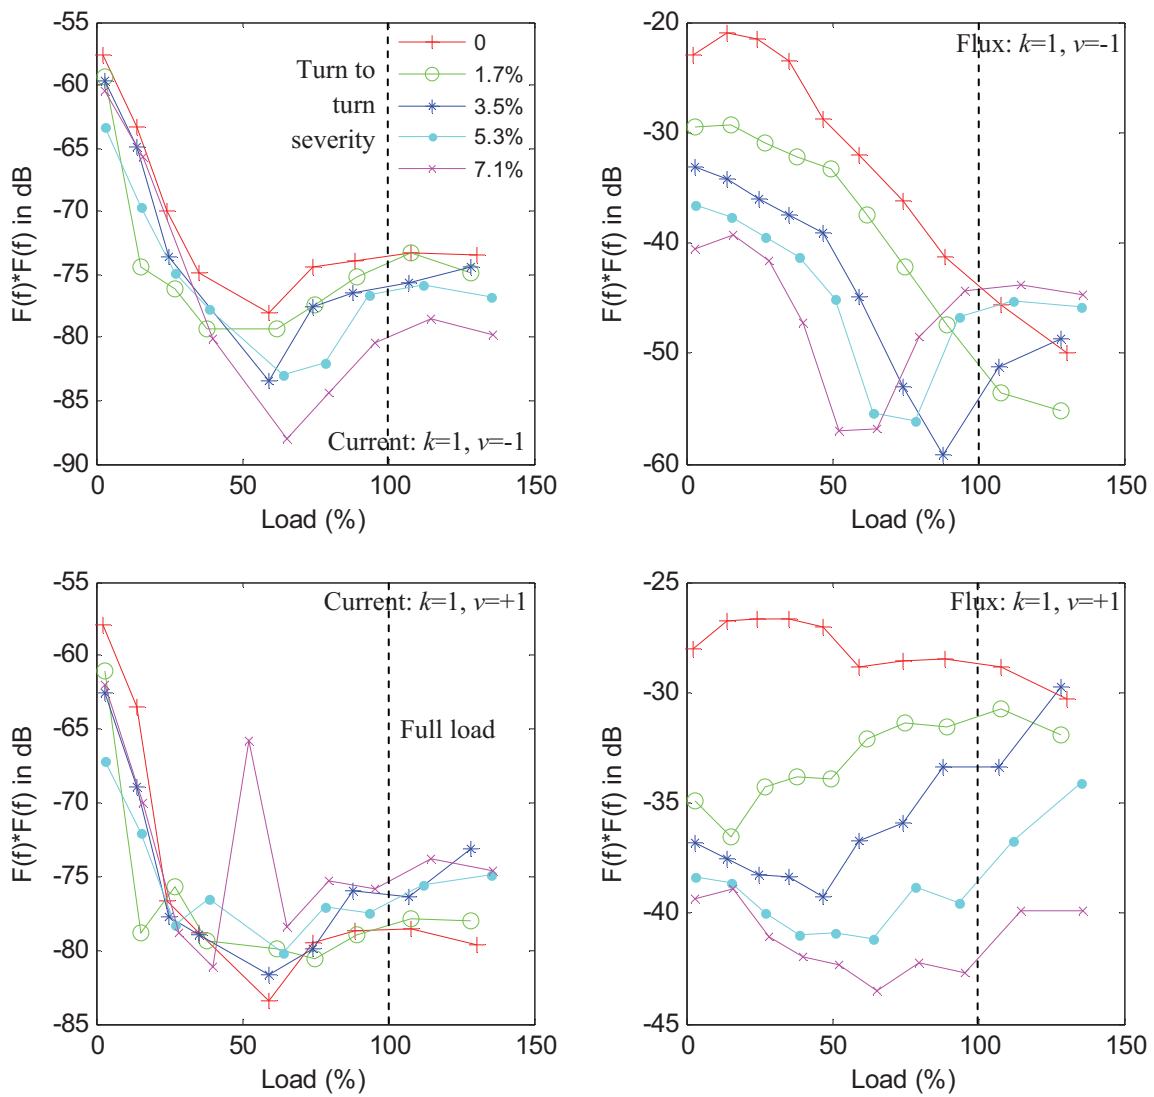 -55
-60
-65
-70
-75
-80
-85
-90
0
50
100
150
F(f)*F(f) in dB
Load (%)
Turn to
turn
severity
0
1.7%
3.5%
5.3%
7.1%
Current: k=1, v=-1
-20
-30
-40
-50
-60
0
50
100
150
F(f)*F(f) in dB
Load (%)
Flux: k=1, v=-1
-55
-60
-65
-70
-75
-80
-85
0
50
100
150
F(f)*F(f) in dB
Load (%)
Current: k=1, v=+1
Full load
-25
-30
-35
-40
-45
0
50
100
150
F(f)*F(f) in dB
Load (%)
Flux: k=1, v=+1